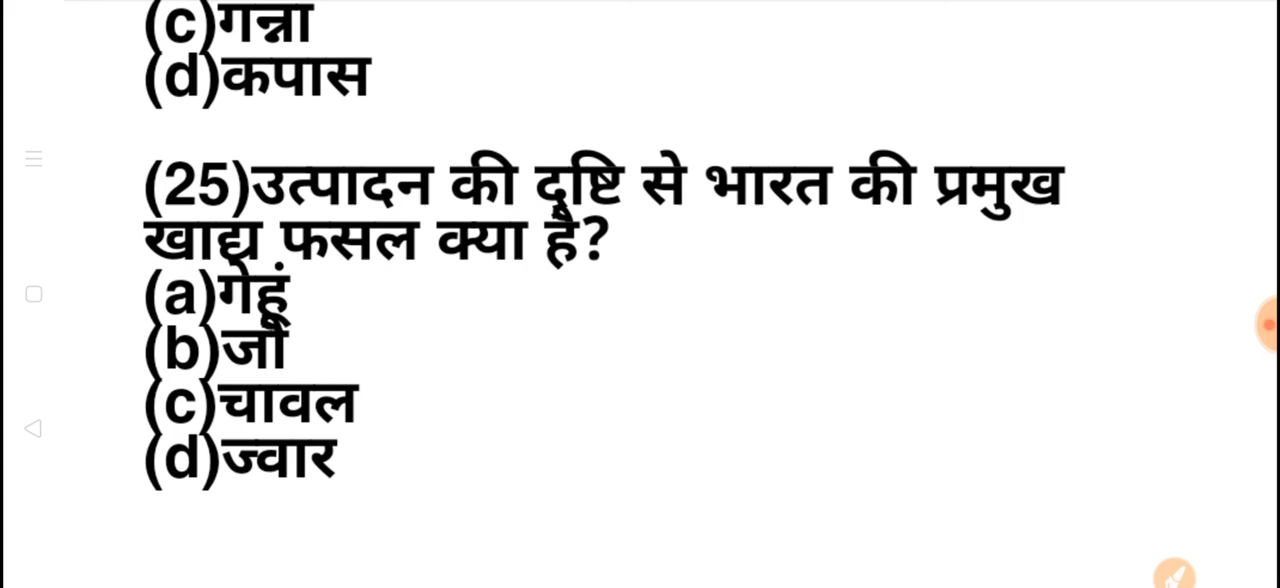 (c)गन्ना
(d)कपास
(25)उत्पादन की दृष्टि से भारत की प्रमुख
खाद्य फसल क्या है?
(a)गेहूं
(b)जौ
(c)चावल
(d)ज्वार